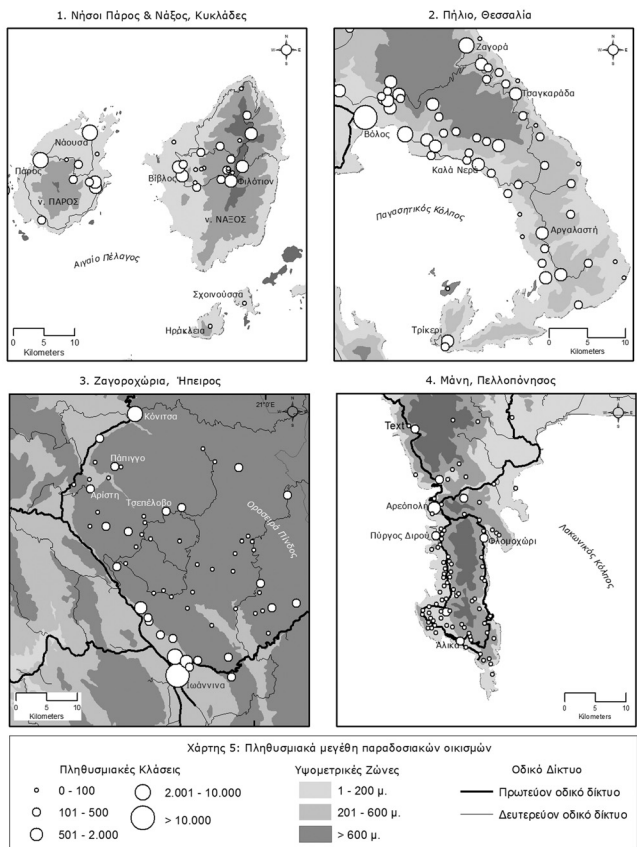 1. Νήσοι Πάρος & Νάξος, Κυκλάδες
Νάουσα
Πάρος
ν. ΠΑΡΟΣ
Βίβλος
Φιλότιον
ν. ΝΑΞΟΣ
Αιγαίο Πέλαγος
Σχοινούσσα
Ηράκλεια
0 5 10
Kilometers
2. Πήλιο, Θεσσαλία
Ζαγορά
Τσαγκαράδα
Βόλος
Καλά Νερά
Παγασητικός Κόλπος
Αργαλαστή
Τρίκερι
0 5 10
Kilometers
3. Ζαγοροχώρια, Ήπειρος
21°0'E
Κόνιτσα
Πάπιγγο
Αρίστη
Τσεπέλοβο
Οροσειρά Πίνδος
Ιωάννινα
0 5 10
Kilometers
4. Μάνη, Πελλοπόνησος
Text
Αρεόπολη
Πύργος Διρού
Φλομοχώρι
Λακωνικός Κόλπος
Άλικα
0 5 10
Kilometers
Χάρτης 5: Πληθυσμιακά μεγέθη παραδοσιακών οικισμών
Πληθυσμιακές Κλάσεις
0 - 100
101 - 500
501 - 2.000
2.001 - 10.000
> 10.000
Υψομετρικές Ζώνες
1 - 200 μ.
201 - 600 μ.
> 600 μ.
Οδικό Δίκτυο
Πρωτεύον οδικό δίκτυο
Δευτερεύον οδικό δίκτυο